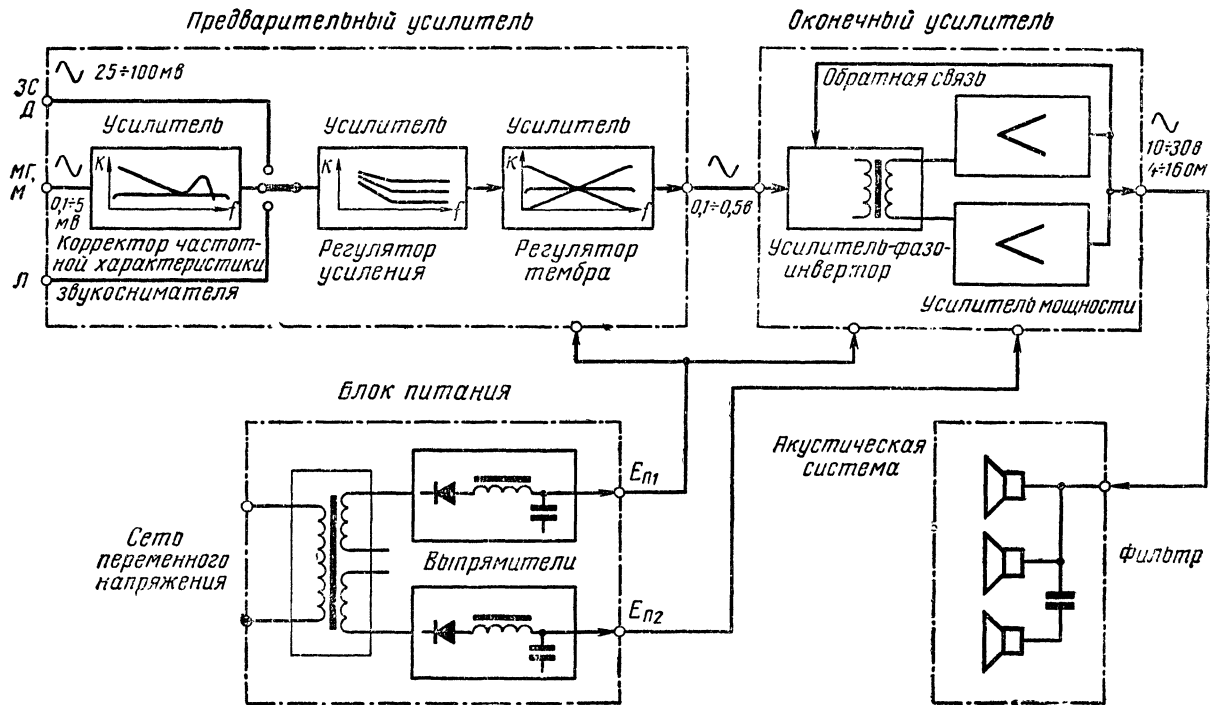 Предварительный усилитель
Оконечный усилитель
25÷100мв
ЗС
Д
Усилитель
Усилитель
Усилитель
Обратная связь
МГ,
М
0,1÷5
мв
K
f
K
f
K
f
0,1÷0,5в
10÷30в
4÷16ом
Корректор частот-
ной характеристики
звукоснимателя
Л
Регулятор
усиления
Регулятор
тембра
Усилитель-фазо-
инвертор
Усилитель мощности
Блок питания
Сеть
переменного
напряжения
Выпрямители
Eп1
Eп2
Акустическая
система
Фильтр